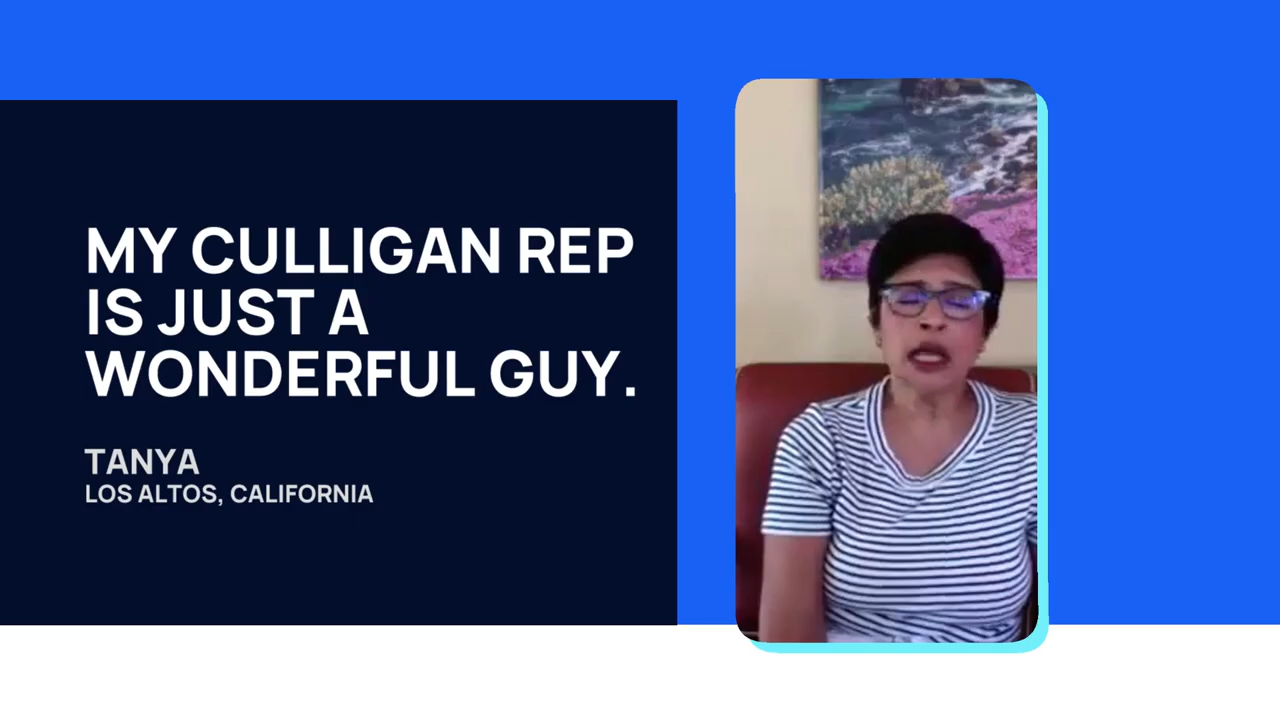 MY CULLIGAN REP
IS JUST A
WONDERFUL GUY.
TANYA
LOS ALTOS, CALIFORNIA